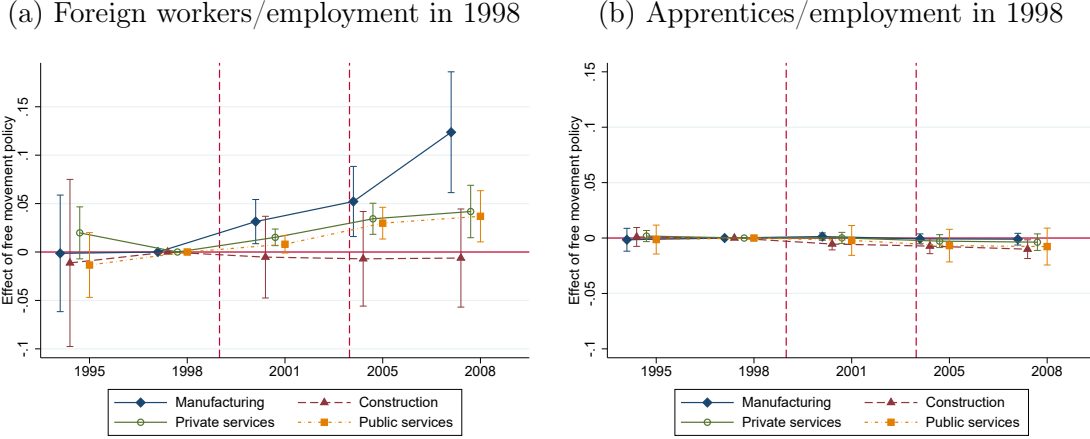 (a) Foreign workers/employment in 1998
Effect of free movement policy
.15
.1
.05
0
-.05
-.1
1995 1998 2001 2005 2008
Manufacturing Construction
Private services Public services
(b) Apprentices/employment in 1998
Effect of free movement policy
.15
.1
.05
0
-.05
-.1
1995 1998 2001 2005 2008
Manufacturing Construction
Private services Public services